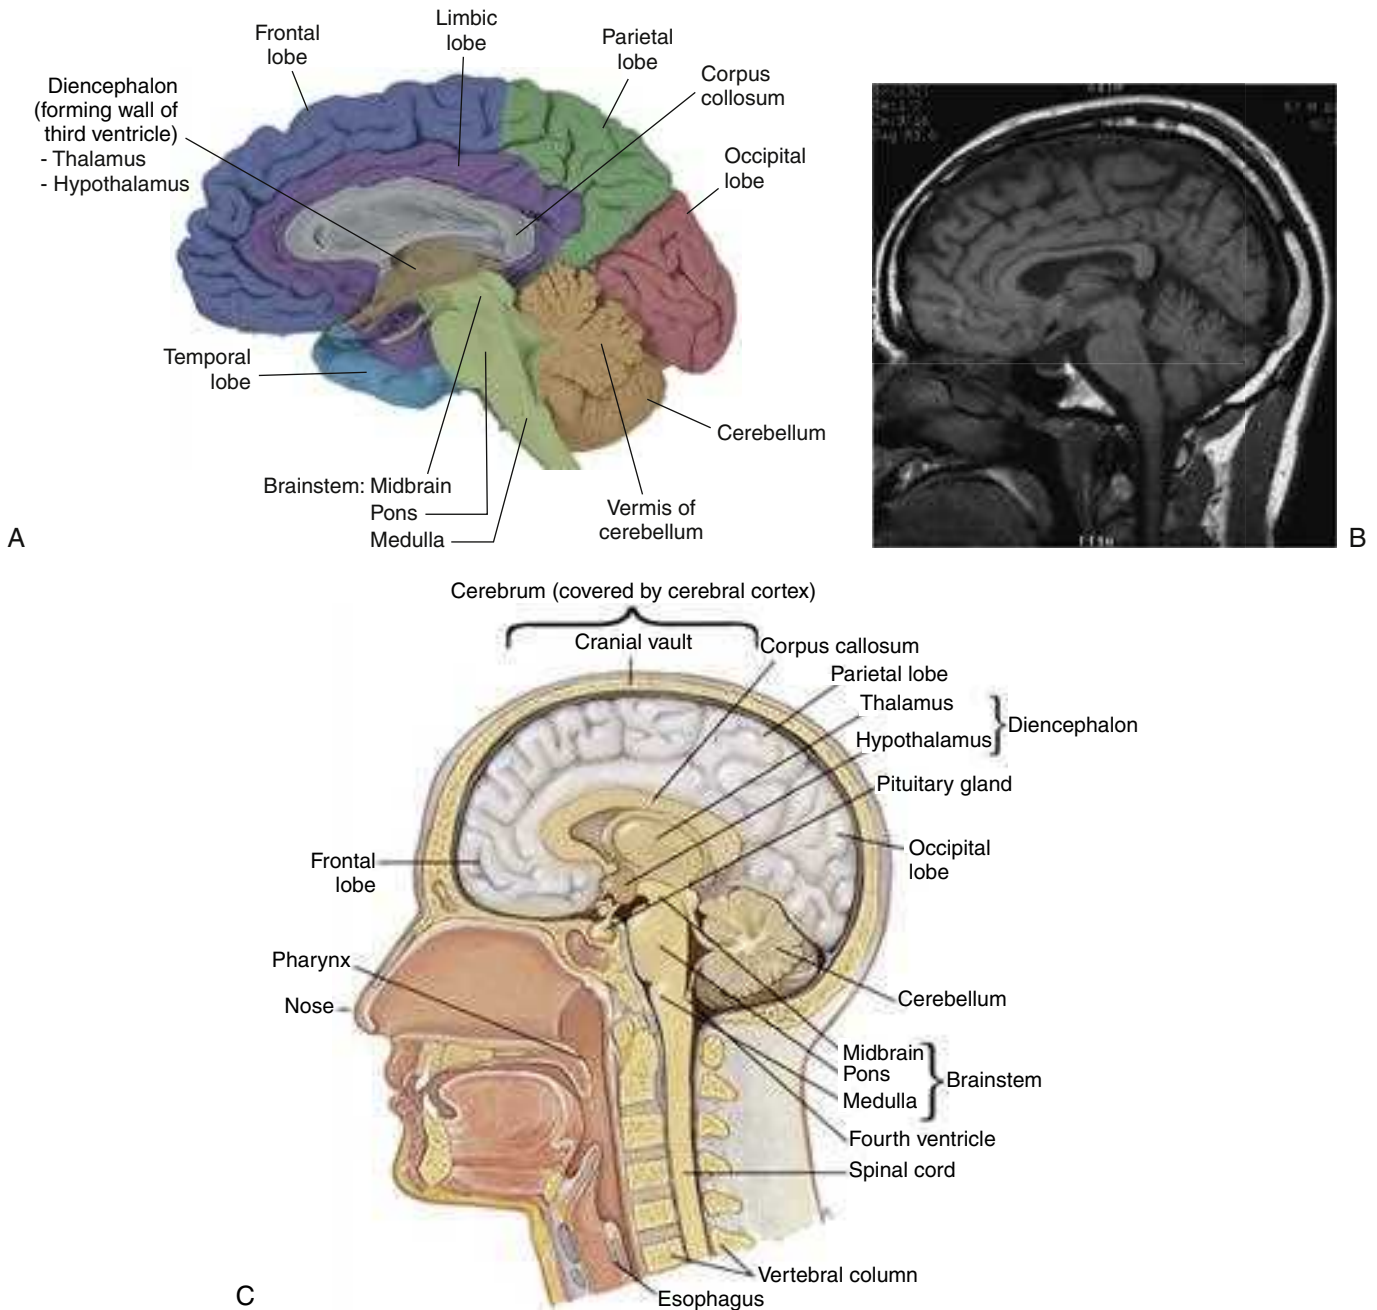 Frontal
lobe
Limbic
lobe
Parietal
lobe
Corpus
collosum
Diencephalon
(forming wall of
third ventricle)
- Thalamus
- Hypothalamus
Occipital
lobe
Temporal
lobe
Cerebellum
Brainstem: Midbrain
Pons
Medulla
Vermis of
cerebellum
A
B
Cerebrum (covered by cerebral cortex)
Cranial vault
Corpus callosum
Parietal lobe
Thalamus
Hypothalamus
Diencephalon
Pituitary gland
Occipital
lobe
Frontal
lobe
Pharynx
Nose
Cerebellum
Midbrain
Pons
Medulla
Brainstem
Fourth ventricle
Spinal cord
Vertebral column
Esophagus
C